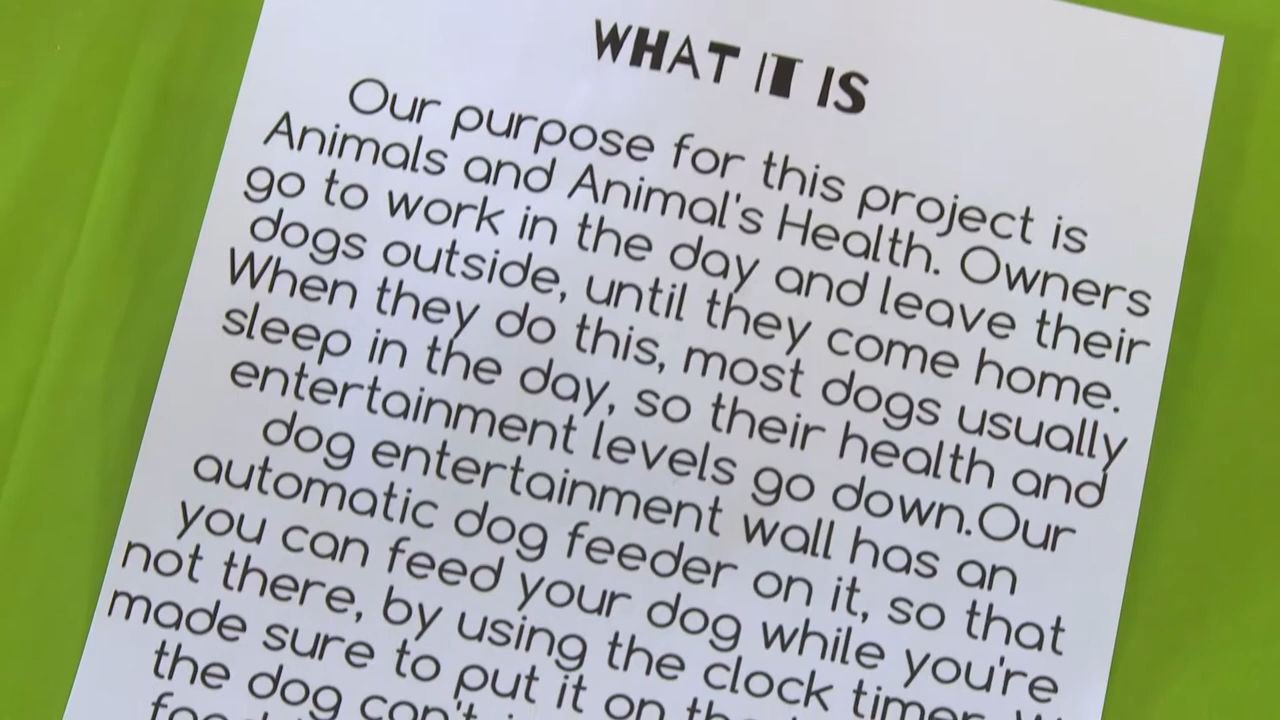 WHAT IT IS
Our purpose for this project is
Animals and Animal's Health. Owners
go to work in the day and leave their
dogs outside, until they come home.
When they do this, most dogs usually
sleep in the day, so their health and
entertainment levels go down.Our
dog entertainment wall has an
automatic dog feeder on it, so that
you can feed your dog while you're
not there, by using the clock timer.
made sure to put it on the
the dog can't